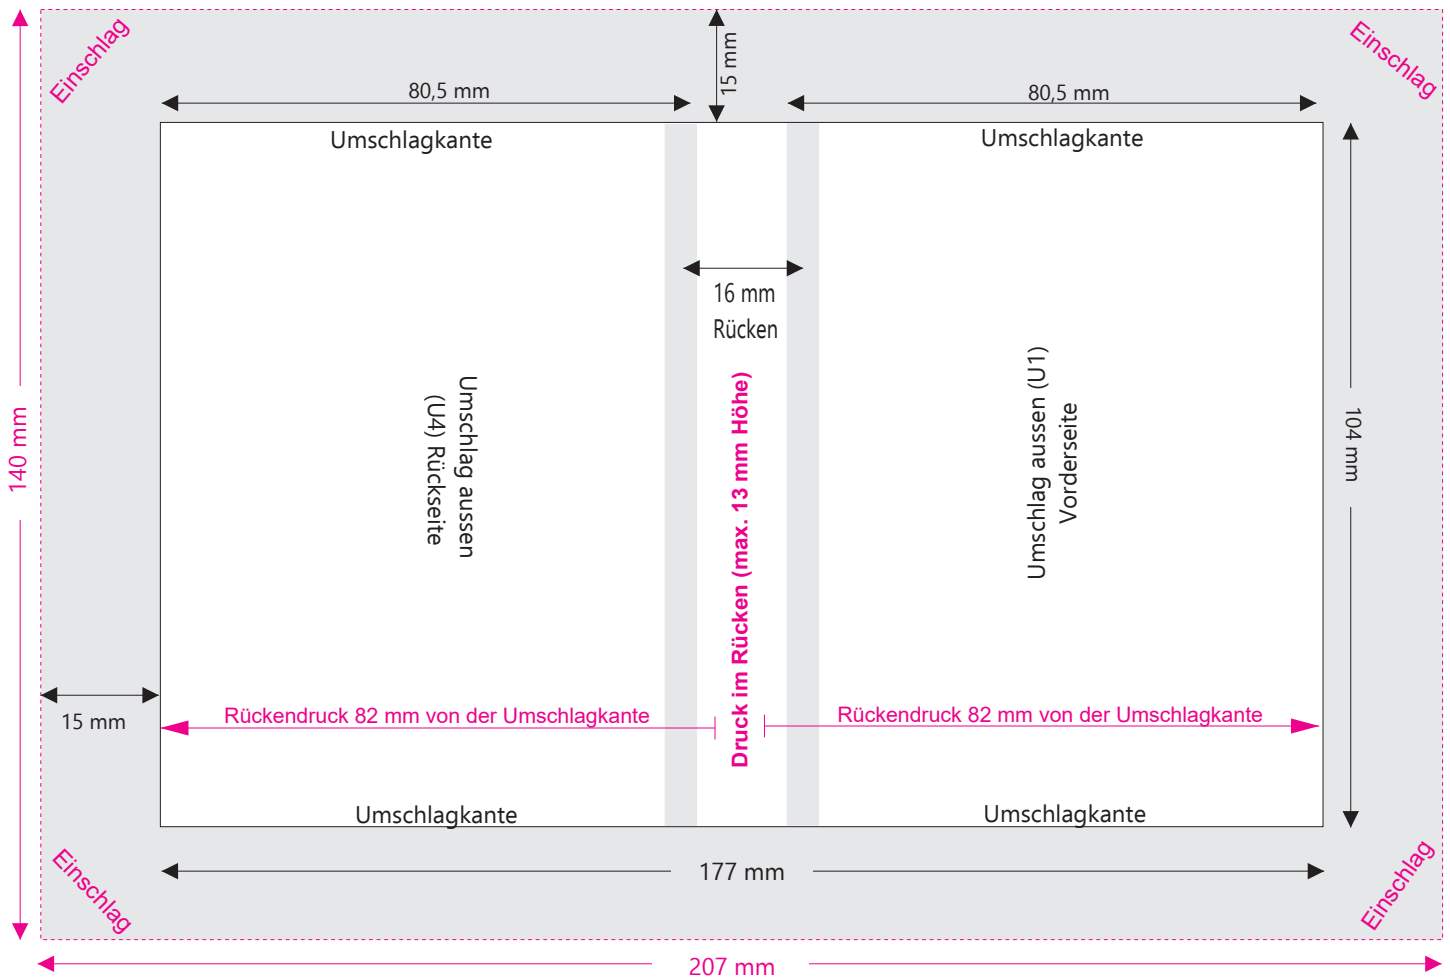 Einschlag
Einschlag
15 mm
80,5 mm
80,5 mm
Umschlagkante
Umschlagkante
16 mm
Rücken
140 mm
Umschlag aussen
(U4) Rückseite
Druck im Rücken (max. 13 mm Höhe)
Umschlag aussen (U1)
Vorderseite
104 mm
15 mm
Rückendruck 82 mm von der Umschlagkante
Rückendruck 82 mm von der Umschlagkante
Umschlagkante
Umschlagkante
Einschlag
Einschlag
177 mm
207 mm